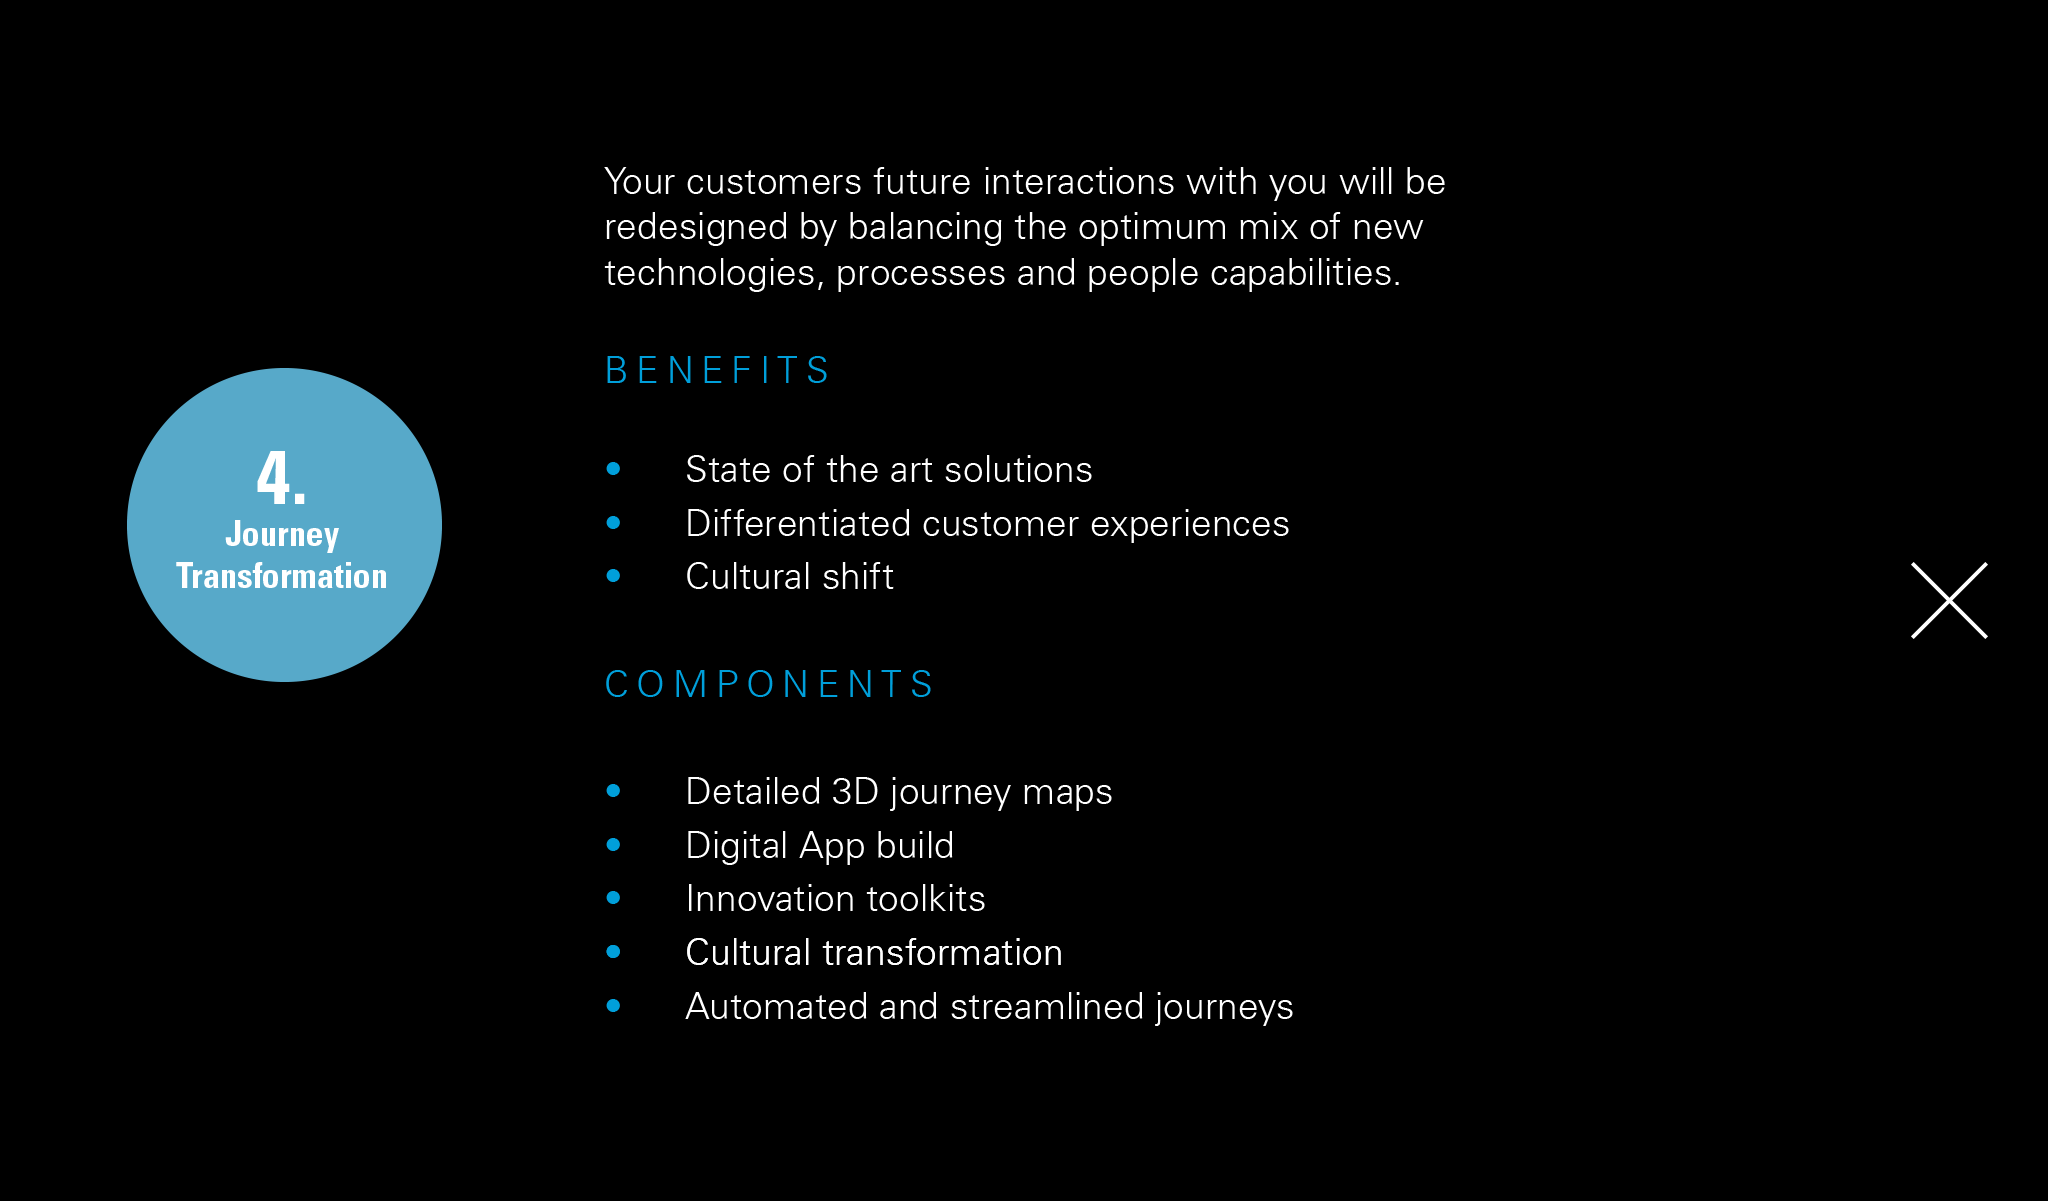 4.
Journey
Transformation
Your customers future interactions with you will be
redesigned by balancing the optimum mix of new
technologies, processes and people capabilities.
BENEFITS
• State of the art solutions
• Differentiated customer experiences
• Cultural shift
COMPONENTS
• Detailed 3D journey maps
• Digital App build
• Innovation toolkits
• Cultural transformation
• Automated and streamlined journeys